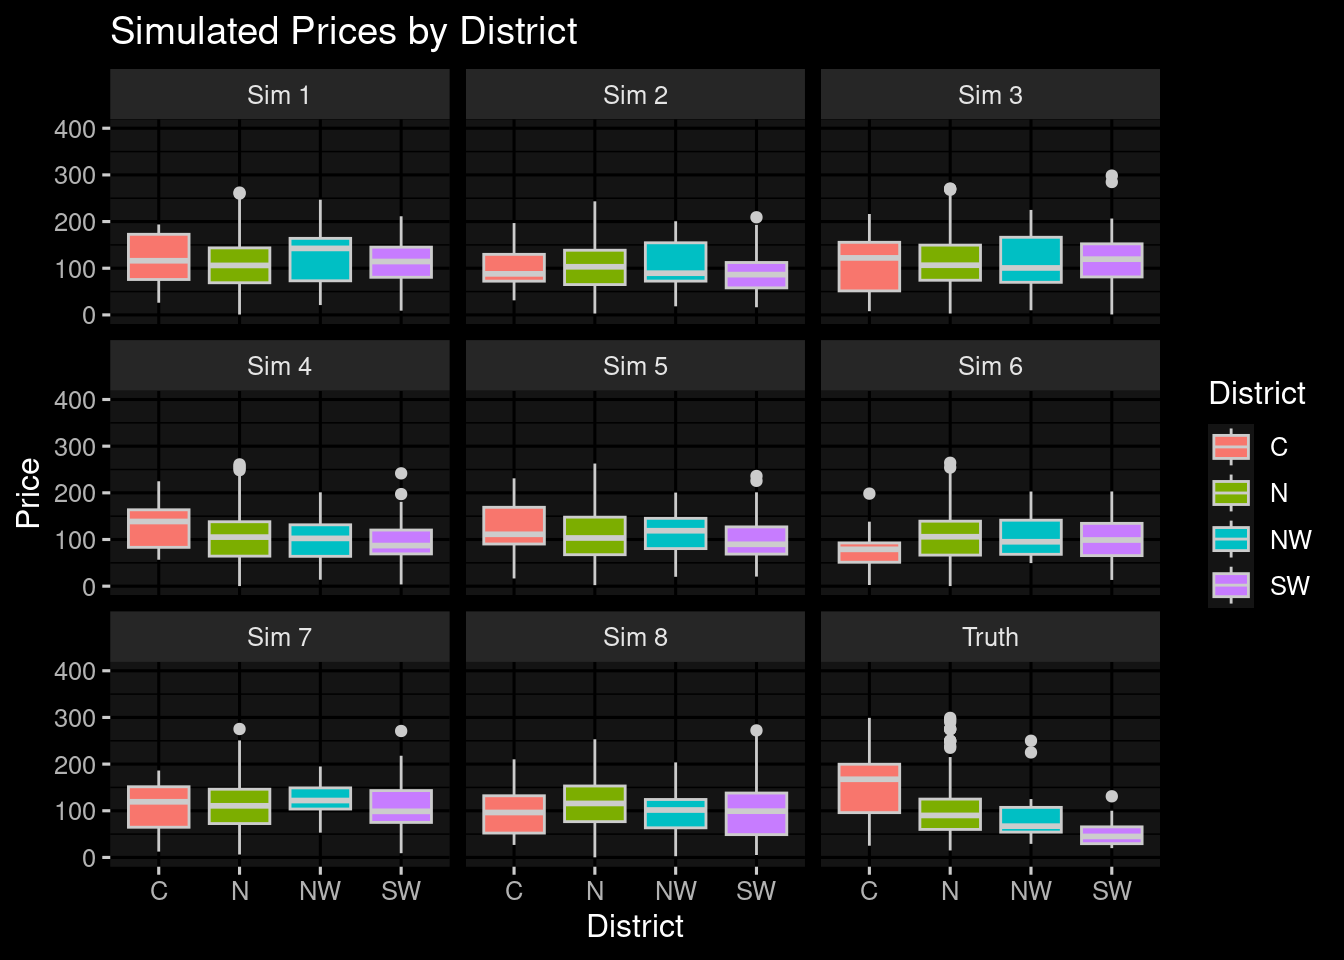 Simulated Prices by District
Sim 1 Sim 2 Sim 3
400
300
200
100
0
Sim 4 Sim 5 Sim 6
400
300
200
100
0
Sim 7 Sim 8 Truth
400
300
200
100
0
C N NW SW C N NW SW C N NW SW
District
Price
District
C
N
NW
SW